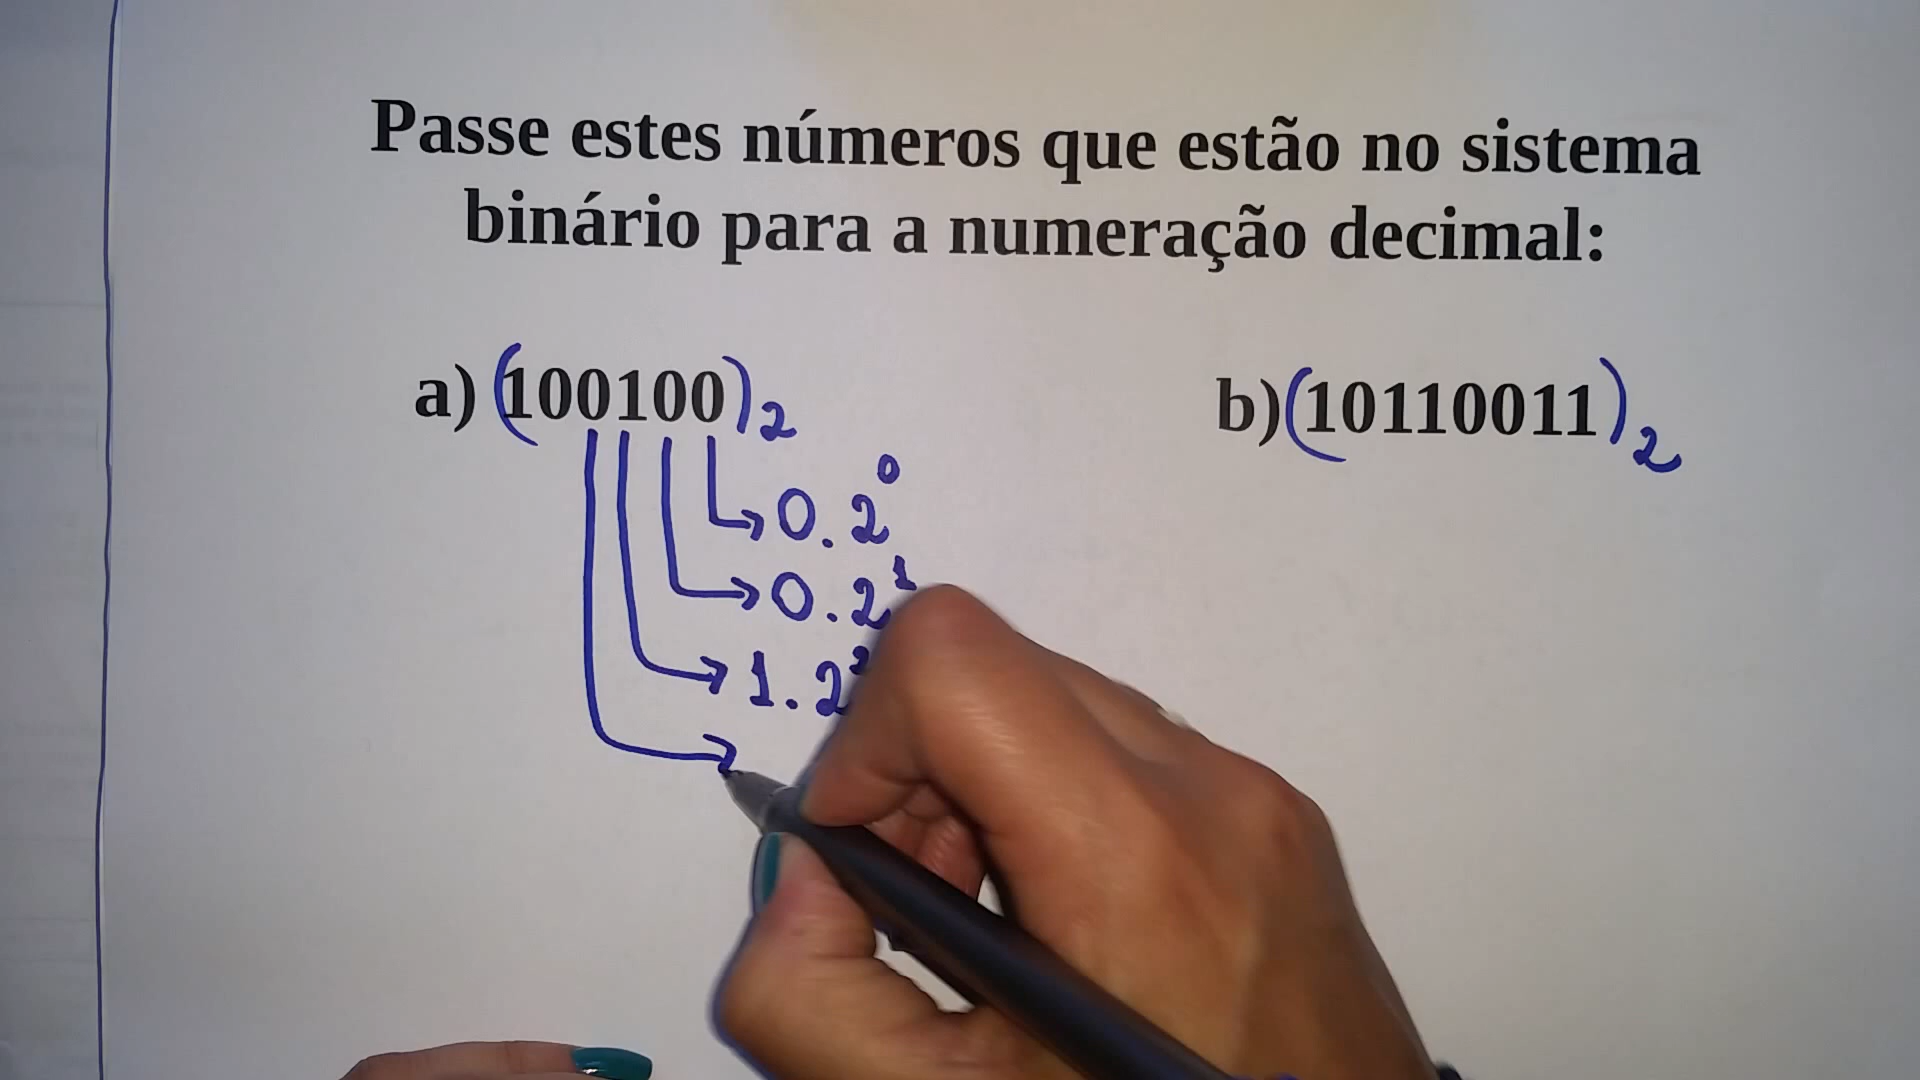 Passe estes números que estão no sistema
binário para a numeração decimal:
a) (100100)₂
b) (10110011)₂
0.2⁰
0.2¹
1.2²